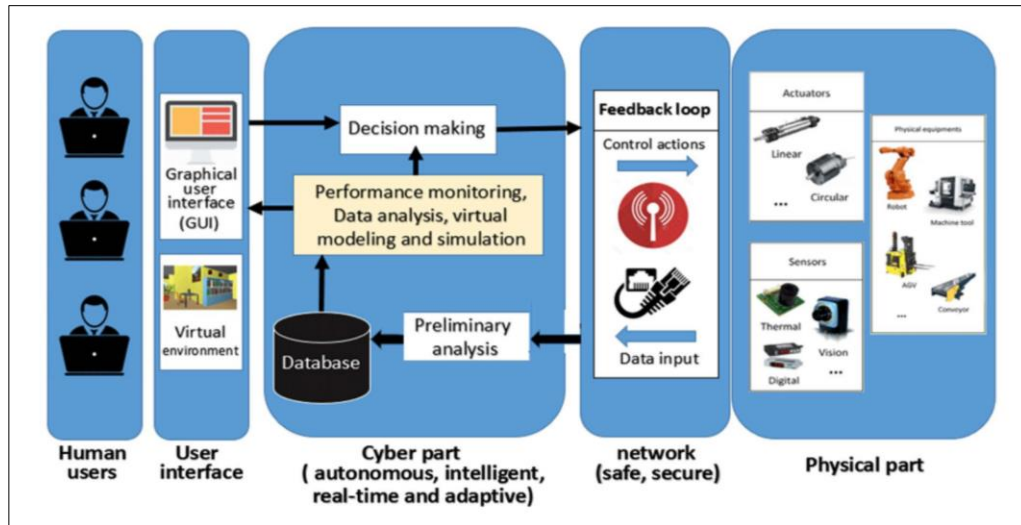 Graphical
user
interface
(GUI)
Virtual
environment
Decision making
Performance monitoring,
Data analysis, virtual
modeling and simulation
Database
Preliminary
analysis
Feedback loop
Control actions
Data input
Actuators
Linear
Circular
...
Sensors
Thermal
Vision
Digital
...
Physical equipments
Robot
Machine tool
AGV
Conveyor
...
Human
users
User
interface
Cyber part
( autonomous, intelligent,
real-time and adaptive)
network
(safe, secure)
Physical part